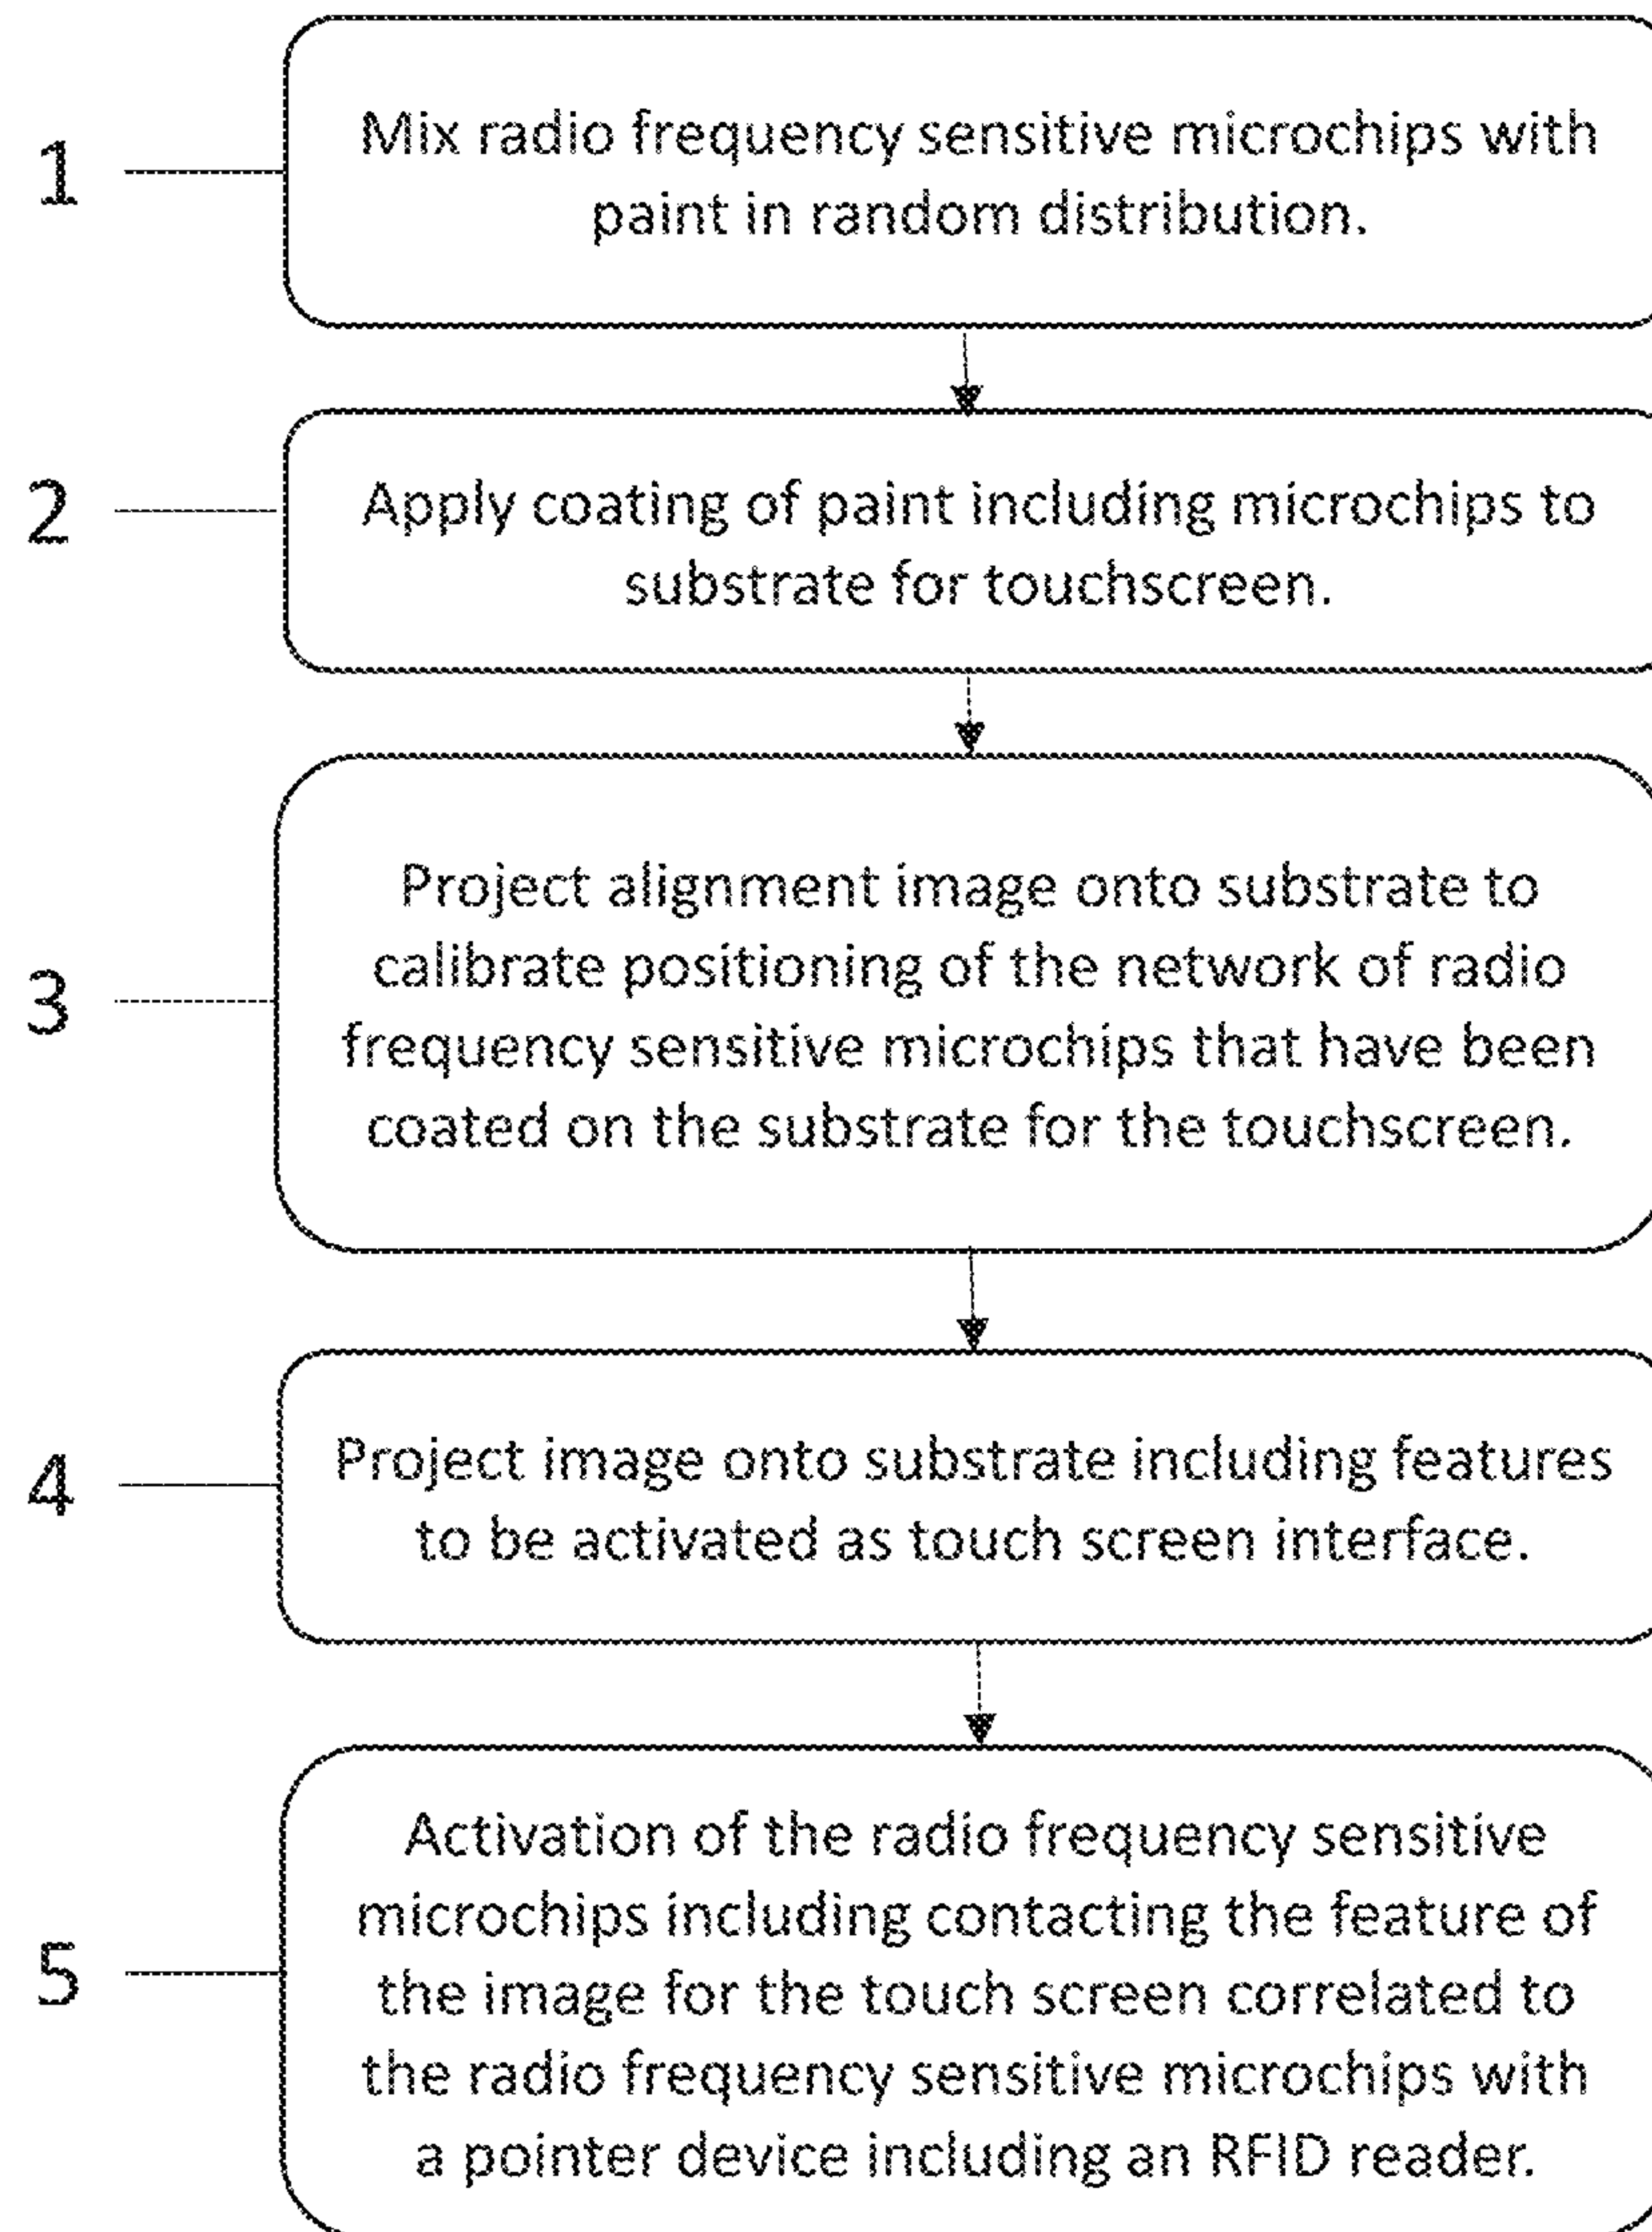 1
Mix radio frequency sensitive microchips with
paint in random distribution.
2
Apply coating of paint including microchips to
substrate for touchscreen.
3
Project alignment image onto substrate to
calibrate positioning of the network of radio
frequency sensitive microchips that have been
coated on the substrate for the touchscreen.
4
Project image onto substrate including features
to be activated as touch screen interface.
5
Activation of the radio frequency sensitive
microchips including contacting the feature of
the image for the touch screen correlated to
the radio frequency sensitive microchips with
a pointer device including an RFID reader.